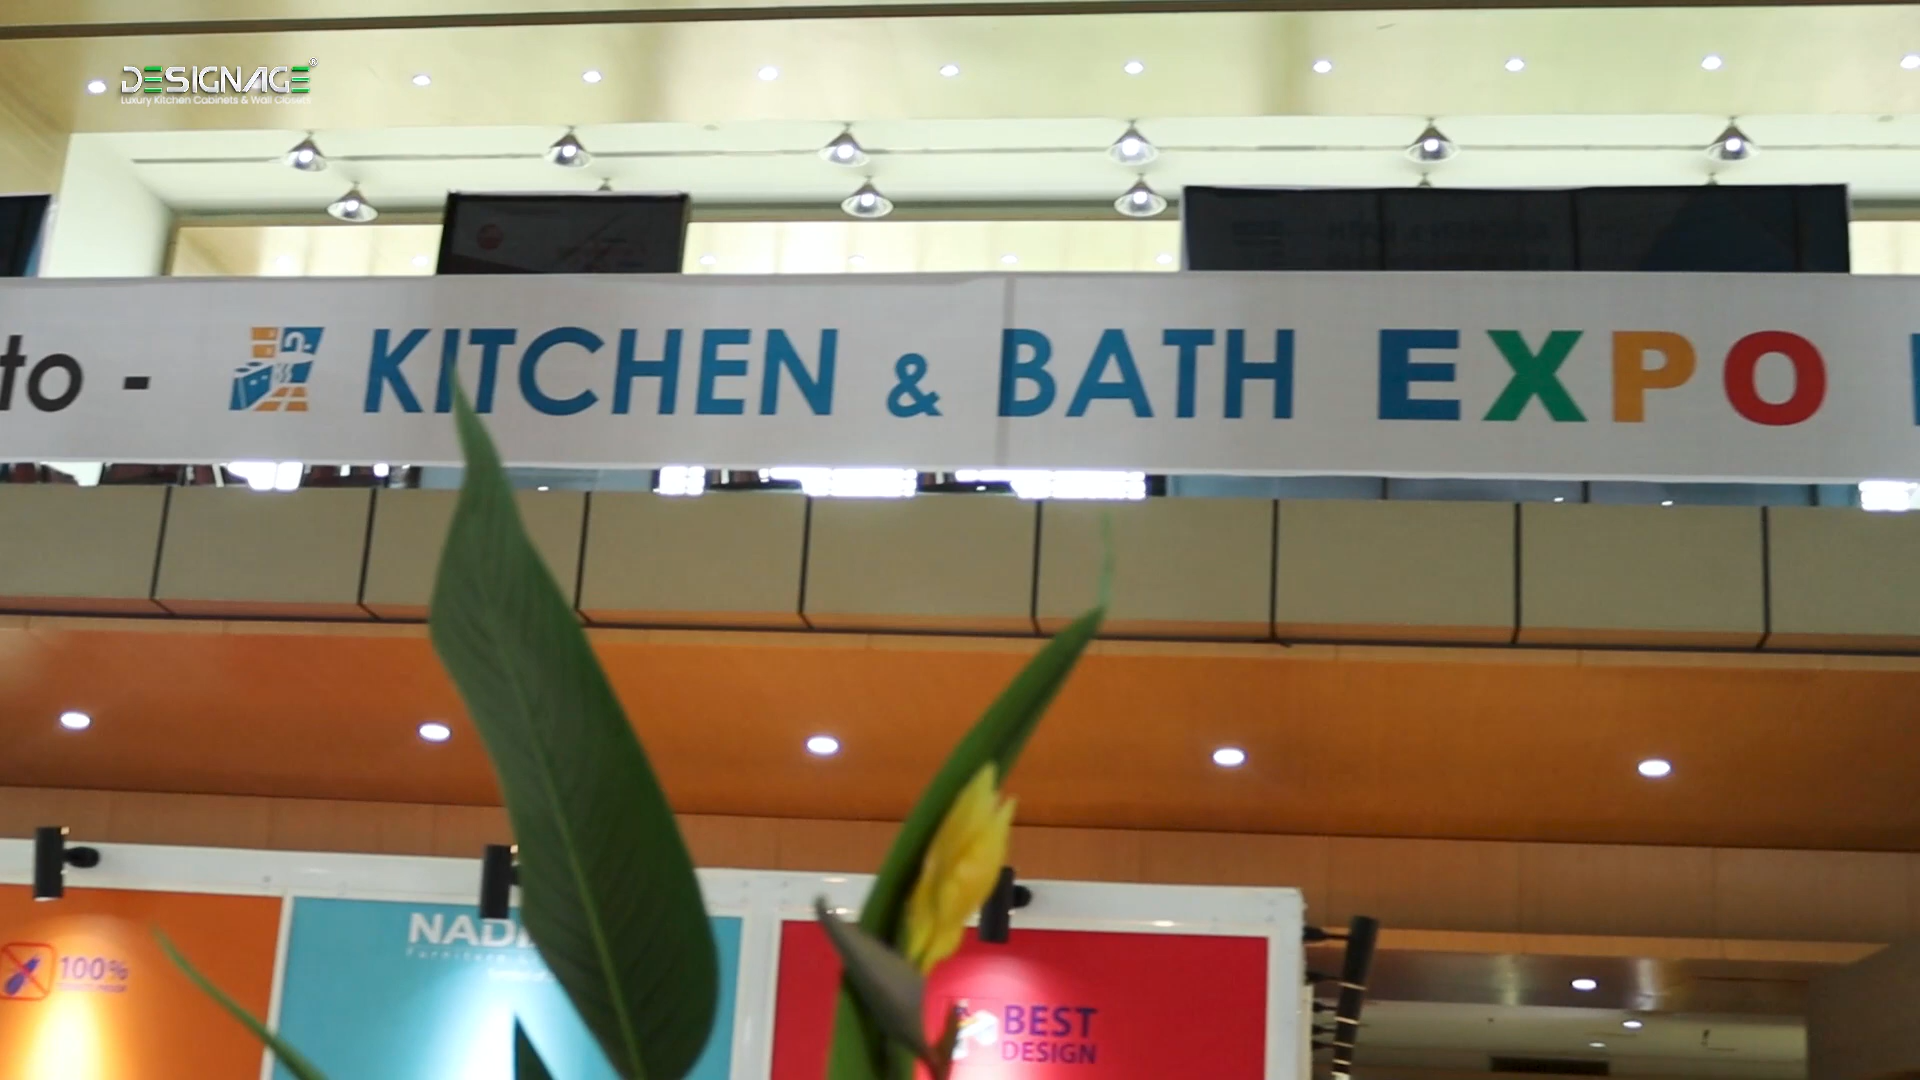 DESIGNAGE®
Luxury Kitchen Cabinets & Wall Closets
to - KITCHEN & BATH EXPO
NADI
100%
BEST
DESIGN